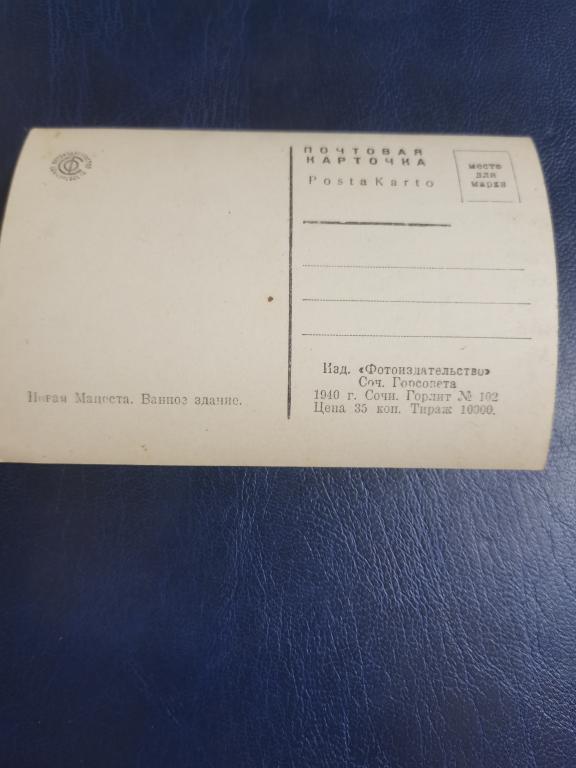 ПОЧТОВАЯ
КАРТОЧКА
Posta Karto
место
для
марки
Новая Мацеста. Ванноз здание.
Изд. «Фотоиздательство»
Соч. Горсовета
1940 г. Сочи. Горлит № 102
Цена 35 коп. Тираж 10000.